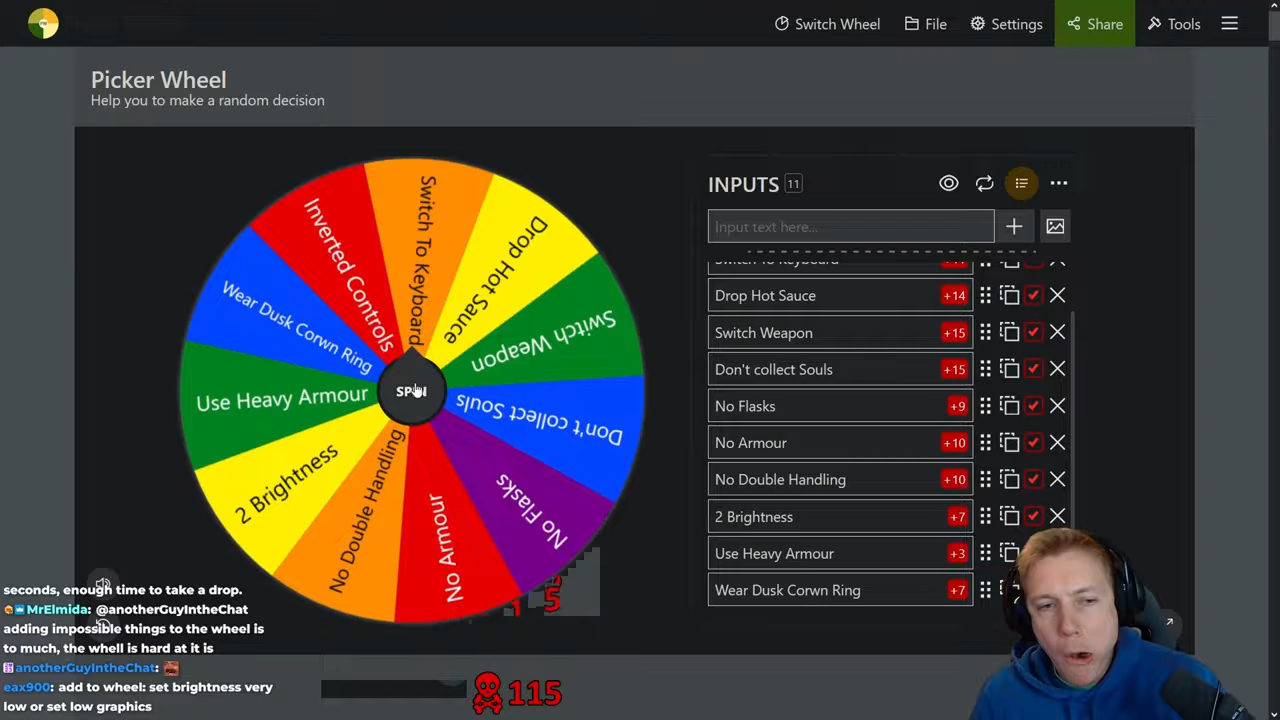 Switch Wheel
File
Settings
Share
Tools
Picker Wheel
Help you to make a random decision
Switch To Keyboard
Drop Hot Sauce
Switch Weapon
Don't collect Souls
No Flasks
No Armour
No Double Handling
2 Brightness
Use Heavy Armour
Wear Dusk Corwn Ring
Inverted Controls
INPUTS 11
Input text here...
Switch To Keyboard
Drop Hot Sauce +14
Switch Weapon +15
Don't collect Souls +15
No Flasks +9
No Armour +10
No Double Handling +10
2 Brightness +7
Use Heavy Armour +3
Wear Dusk Corwn Ring +7
seconds, enough time to take a drop.
MrElmida: @anotherGuyIntheChat
adding impossible things to the wheel is
to much, the whell is hard at it is
anotherGuyIntheChat:
eax900: add to wheel: set brightness very
low or set low graphics
5
115